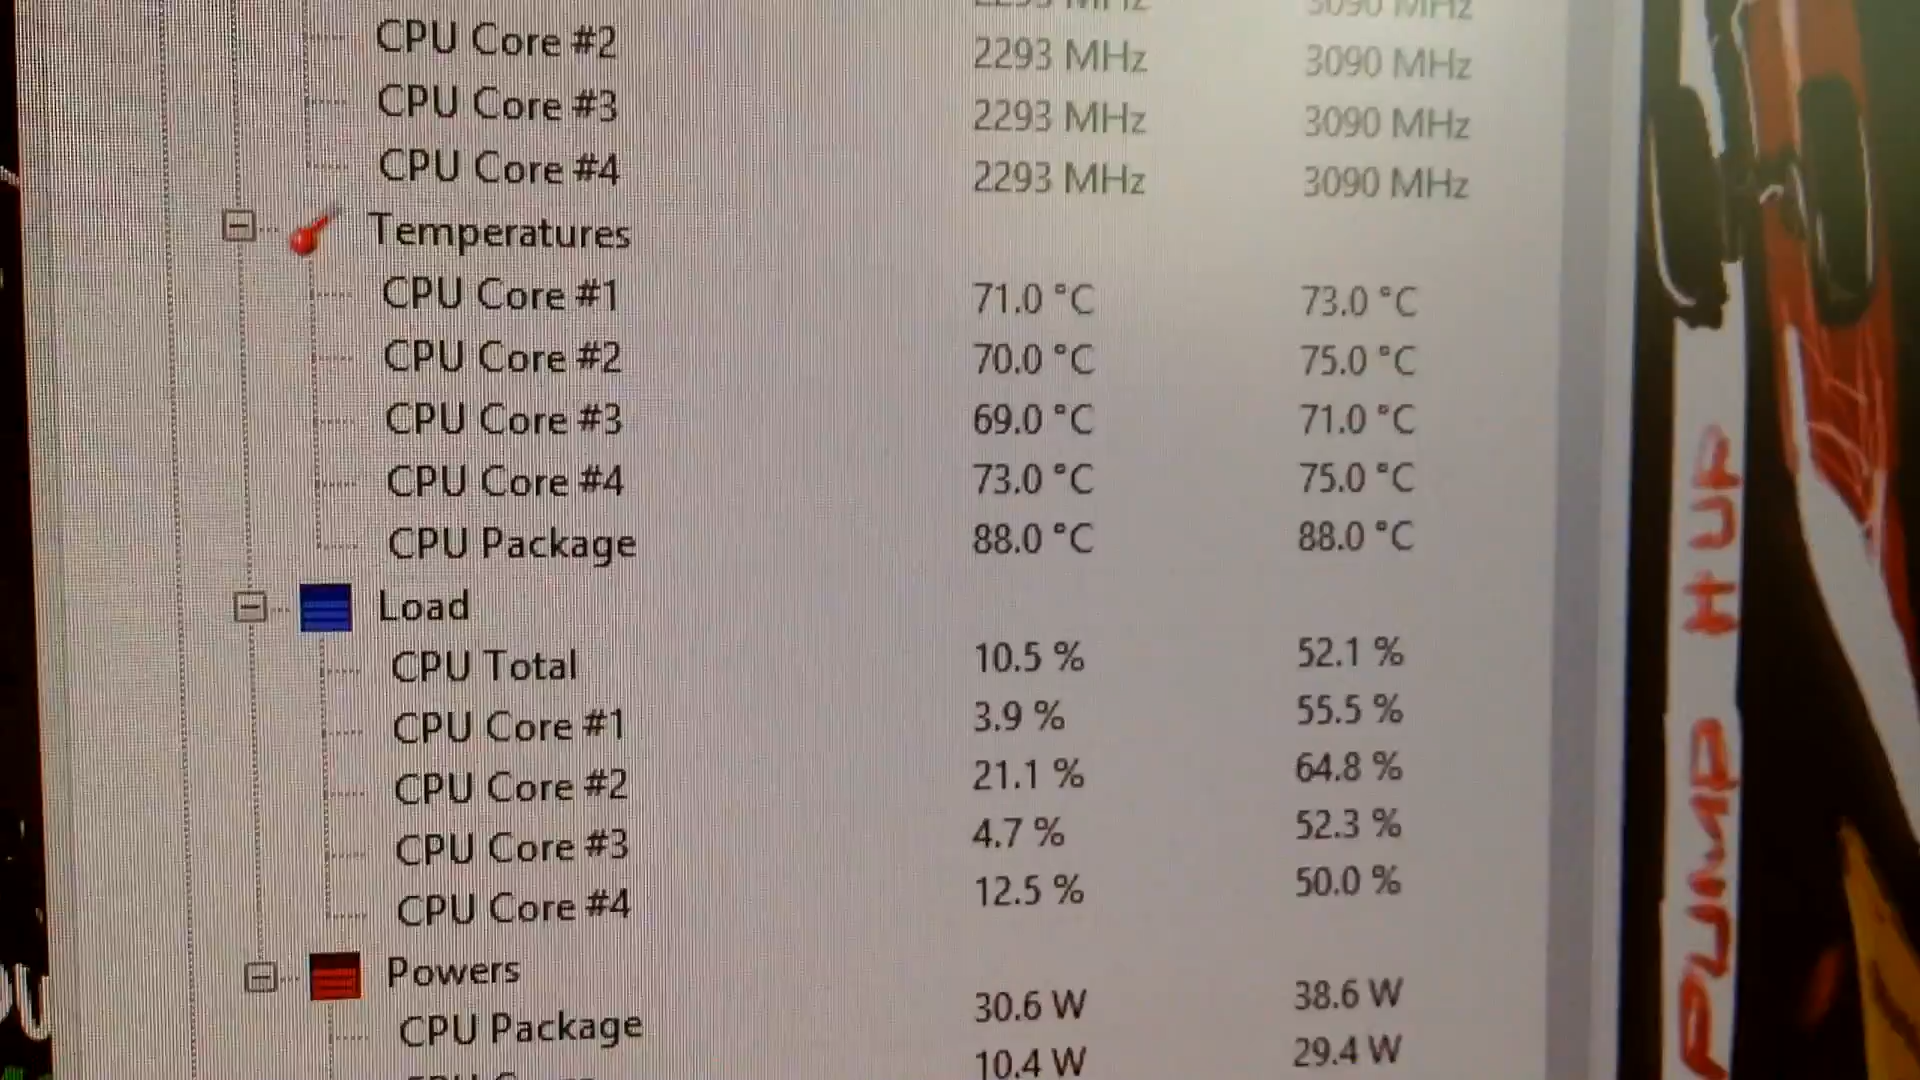 2293 MHz 3090 MHz
CPU Core #2 2293 MHz 3090 MHz
CPU Core #3 2293 MHz 3090 MHz
CPU Core #4 2293 MHz 3090 MHz
Temperatures
CPU Core #1 71.0 °C 73.0 °C
CPU Core #2 70.0 °C 75.0 °C
CPU Core #3 69.0 °C 71.0 °C
CPU Core #4 73.0 °C 75.0 °C
CPU Package 88.0 °C 88.0 °C
Load
CPU Total 10.5 % 52.1 %
CPU Core #1 3.9 % 55.5 %
CPU Core #2 21.1 % 64.8 %
CPU Core #3 4.7 % 52.3 %
CPU Core #4 12.5 % 50.0 %
Powers
CPU Package 30.6 W 38.6 W
10.4 W 29.4 W
PUMP